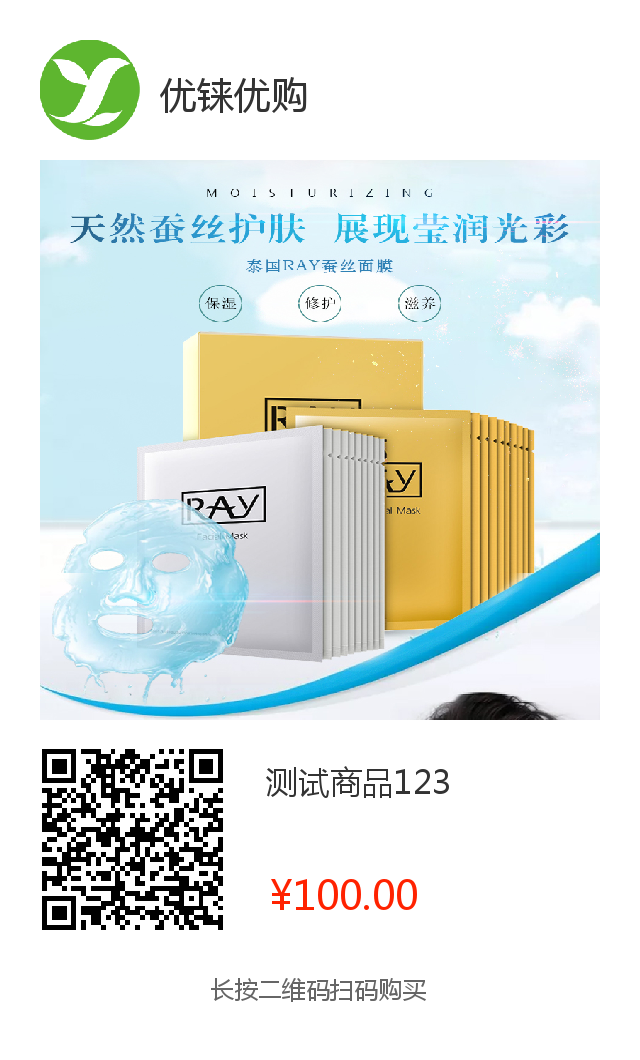 优铼优购
MOISTURIZING
天然蚕丝护肤 展现莹润光彩
泰国RAY蚕丝面膜
保湿 修护 滋养
RAY
RAY
Facial Mask
测试商品123
¥100.00
长按二维码扫码购买